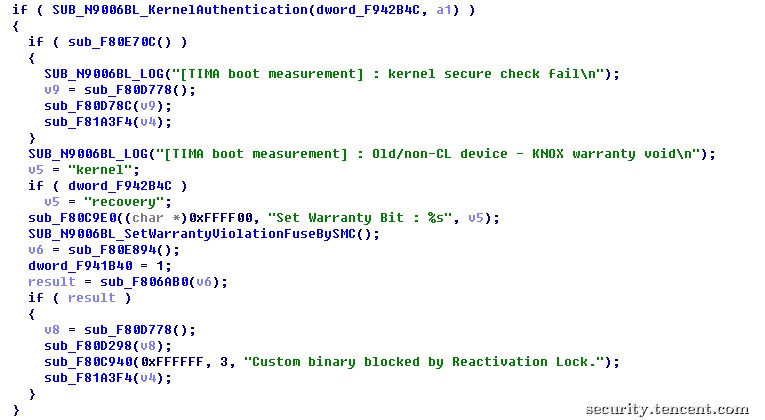 if ( SUB_N9006BL_KernelAuthentication(dword_F942B4C, a1) )
{
  if ( sub_F80E70C() )
  {
    SUB_N9006BL_LOG("[TIMA boot measurement] : kernel secure check fail\n");
    v9 = sub_F80D778();
    sub_F80D78C(v9);
    sub_F81A3F4(v4);
  }
  SUB_N9006BL_LOG("[TIMA boot measurement] : Old/non-CL device - KNOX warranty void\n");
  v5 = "kernel";
  if ( dword_F942B4C )
    v5 = "recovery";
  sub_F80C9E0((char *)0xFFFF00, "Set Warranty Bit : %s", v5);
  SUB_N9006BL_SetWarrantyViolationFuseBySMC();
  v6 = sub_F80E894();
  dword_F941B40 = 1;
  result = sub_F806AB0(v6);
  if ( result )
  {
    v8 = sub_F80D778();
    sub_F80D298(v8);
    sub_F80C940(0xFFFFFF, 3, "Custom binary blocked by Reactivation Lock.");
    sub_F81A3F4(v4);
  }
}
security.tencent.com